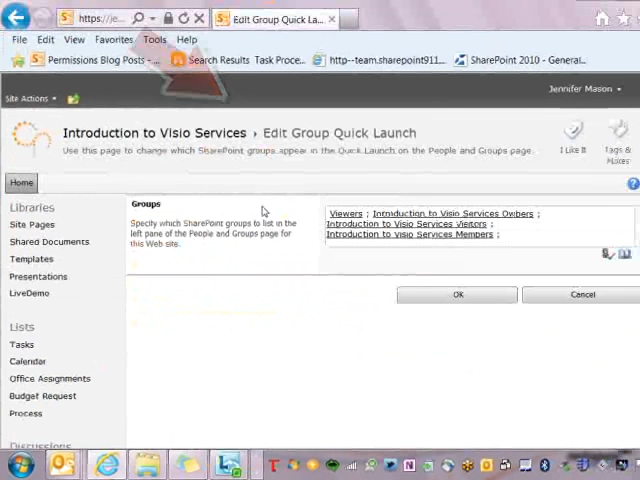 https://je...
Edit Group Quick La...
File Edit View Favorites Tools Help
Permissions Blog Posts - ... Search Results Task Proce... http--team.sharepoint911... SharePoint 2010 - General...
Jennifer Mason
Site Actions
Introduction to Visio Services › Edit Group Quick Launch
Use this page to change which SharePoint groups appear in the Quick Launch on the People and Groups page.
I Like It
Tags &
Notes
Home
Libraries
Site Pages
Shared Documents
Templates
Presentations
LiveDemo
Lists
Tasks
Calendar
Office Assignments
Budget Request
Process
Discussions
Groups
Specify which SharePoint groups to list in the
left pane of the People and Groups page for
this Web site.
Viewers ; Introduction to Visio Services Owners ;
Introduction to Visio Services Visitors ;
Introduction to Visio Services Members ;
OK Cancel